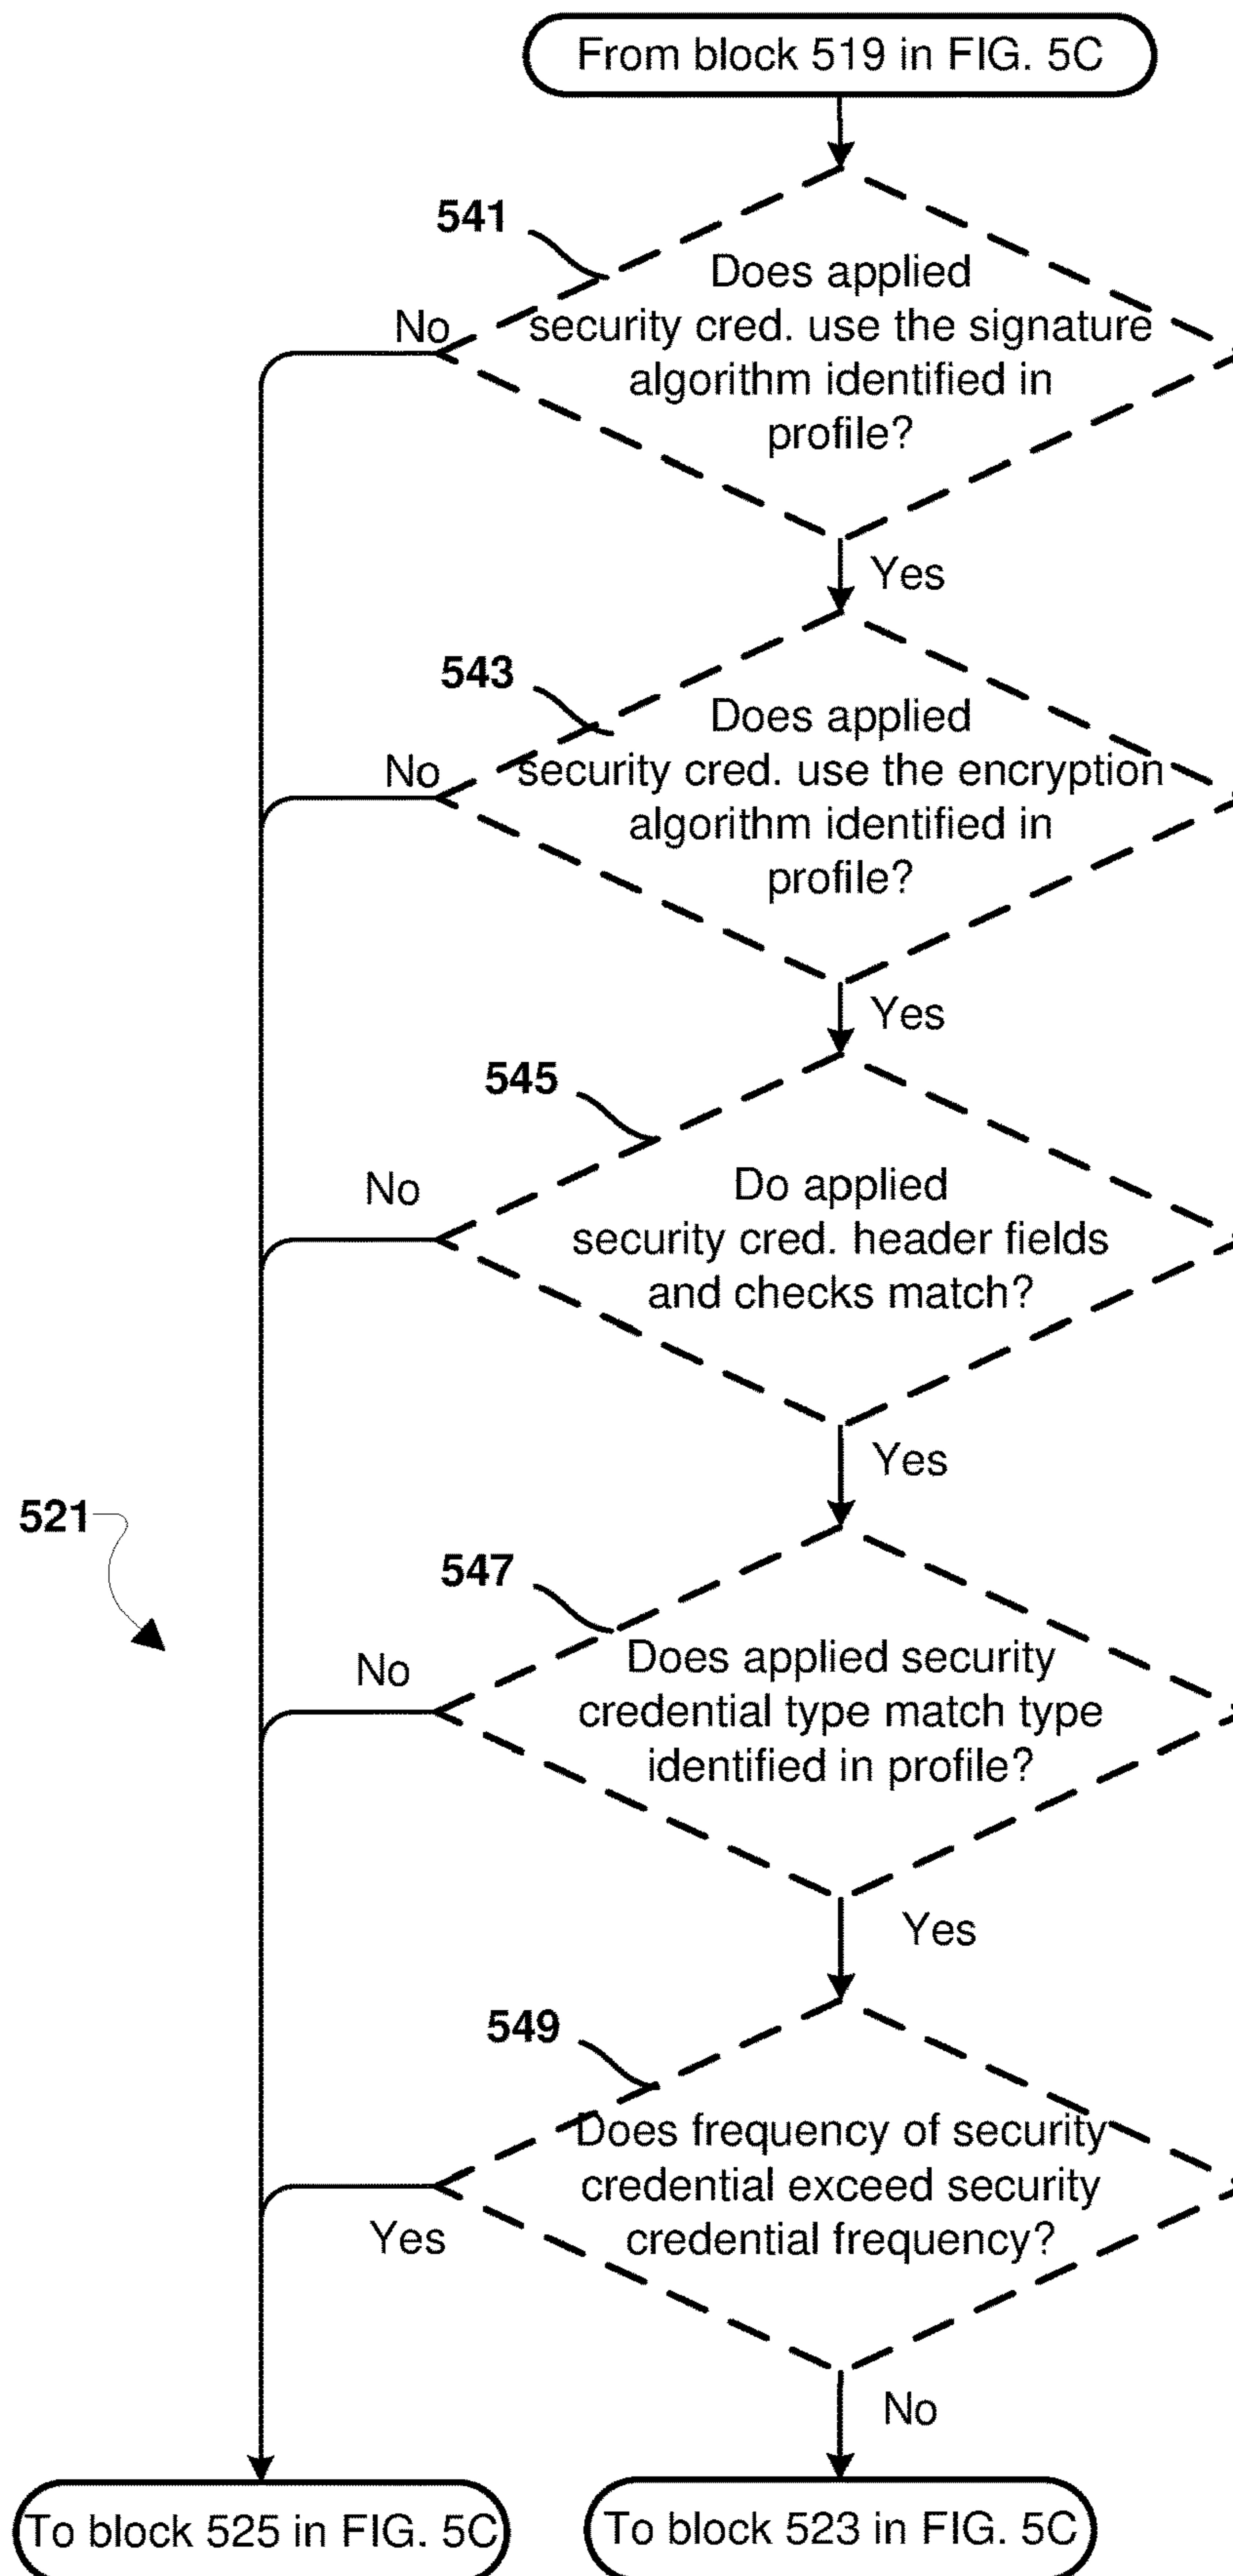 From block 519 in FIG. 5C
541
Does applied
No
security cred. use the signature
algorithm identified in
profile?
Yes
543
Does applied
No
security cred. use the encryption
algorithm identified in
profile?
Yes
545
Do applied
No
security cred. header fields
and checks match?
Yes
521
547
Does applied security
No
credential type match type
identified in profile?
Yes
549
Does frequency of security
credential exceed security
Yes
credential frequency?
No
To block 525 in FIG. 5C
To block 523 in FIG. 5C